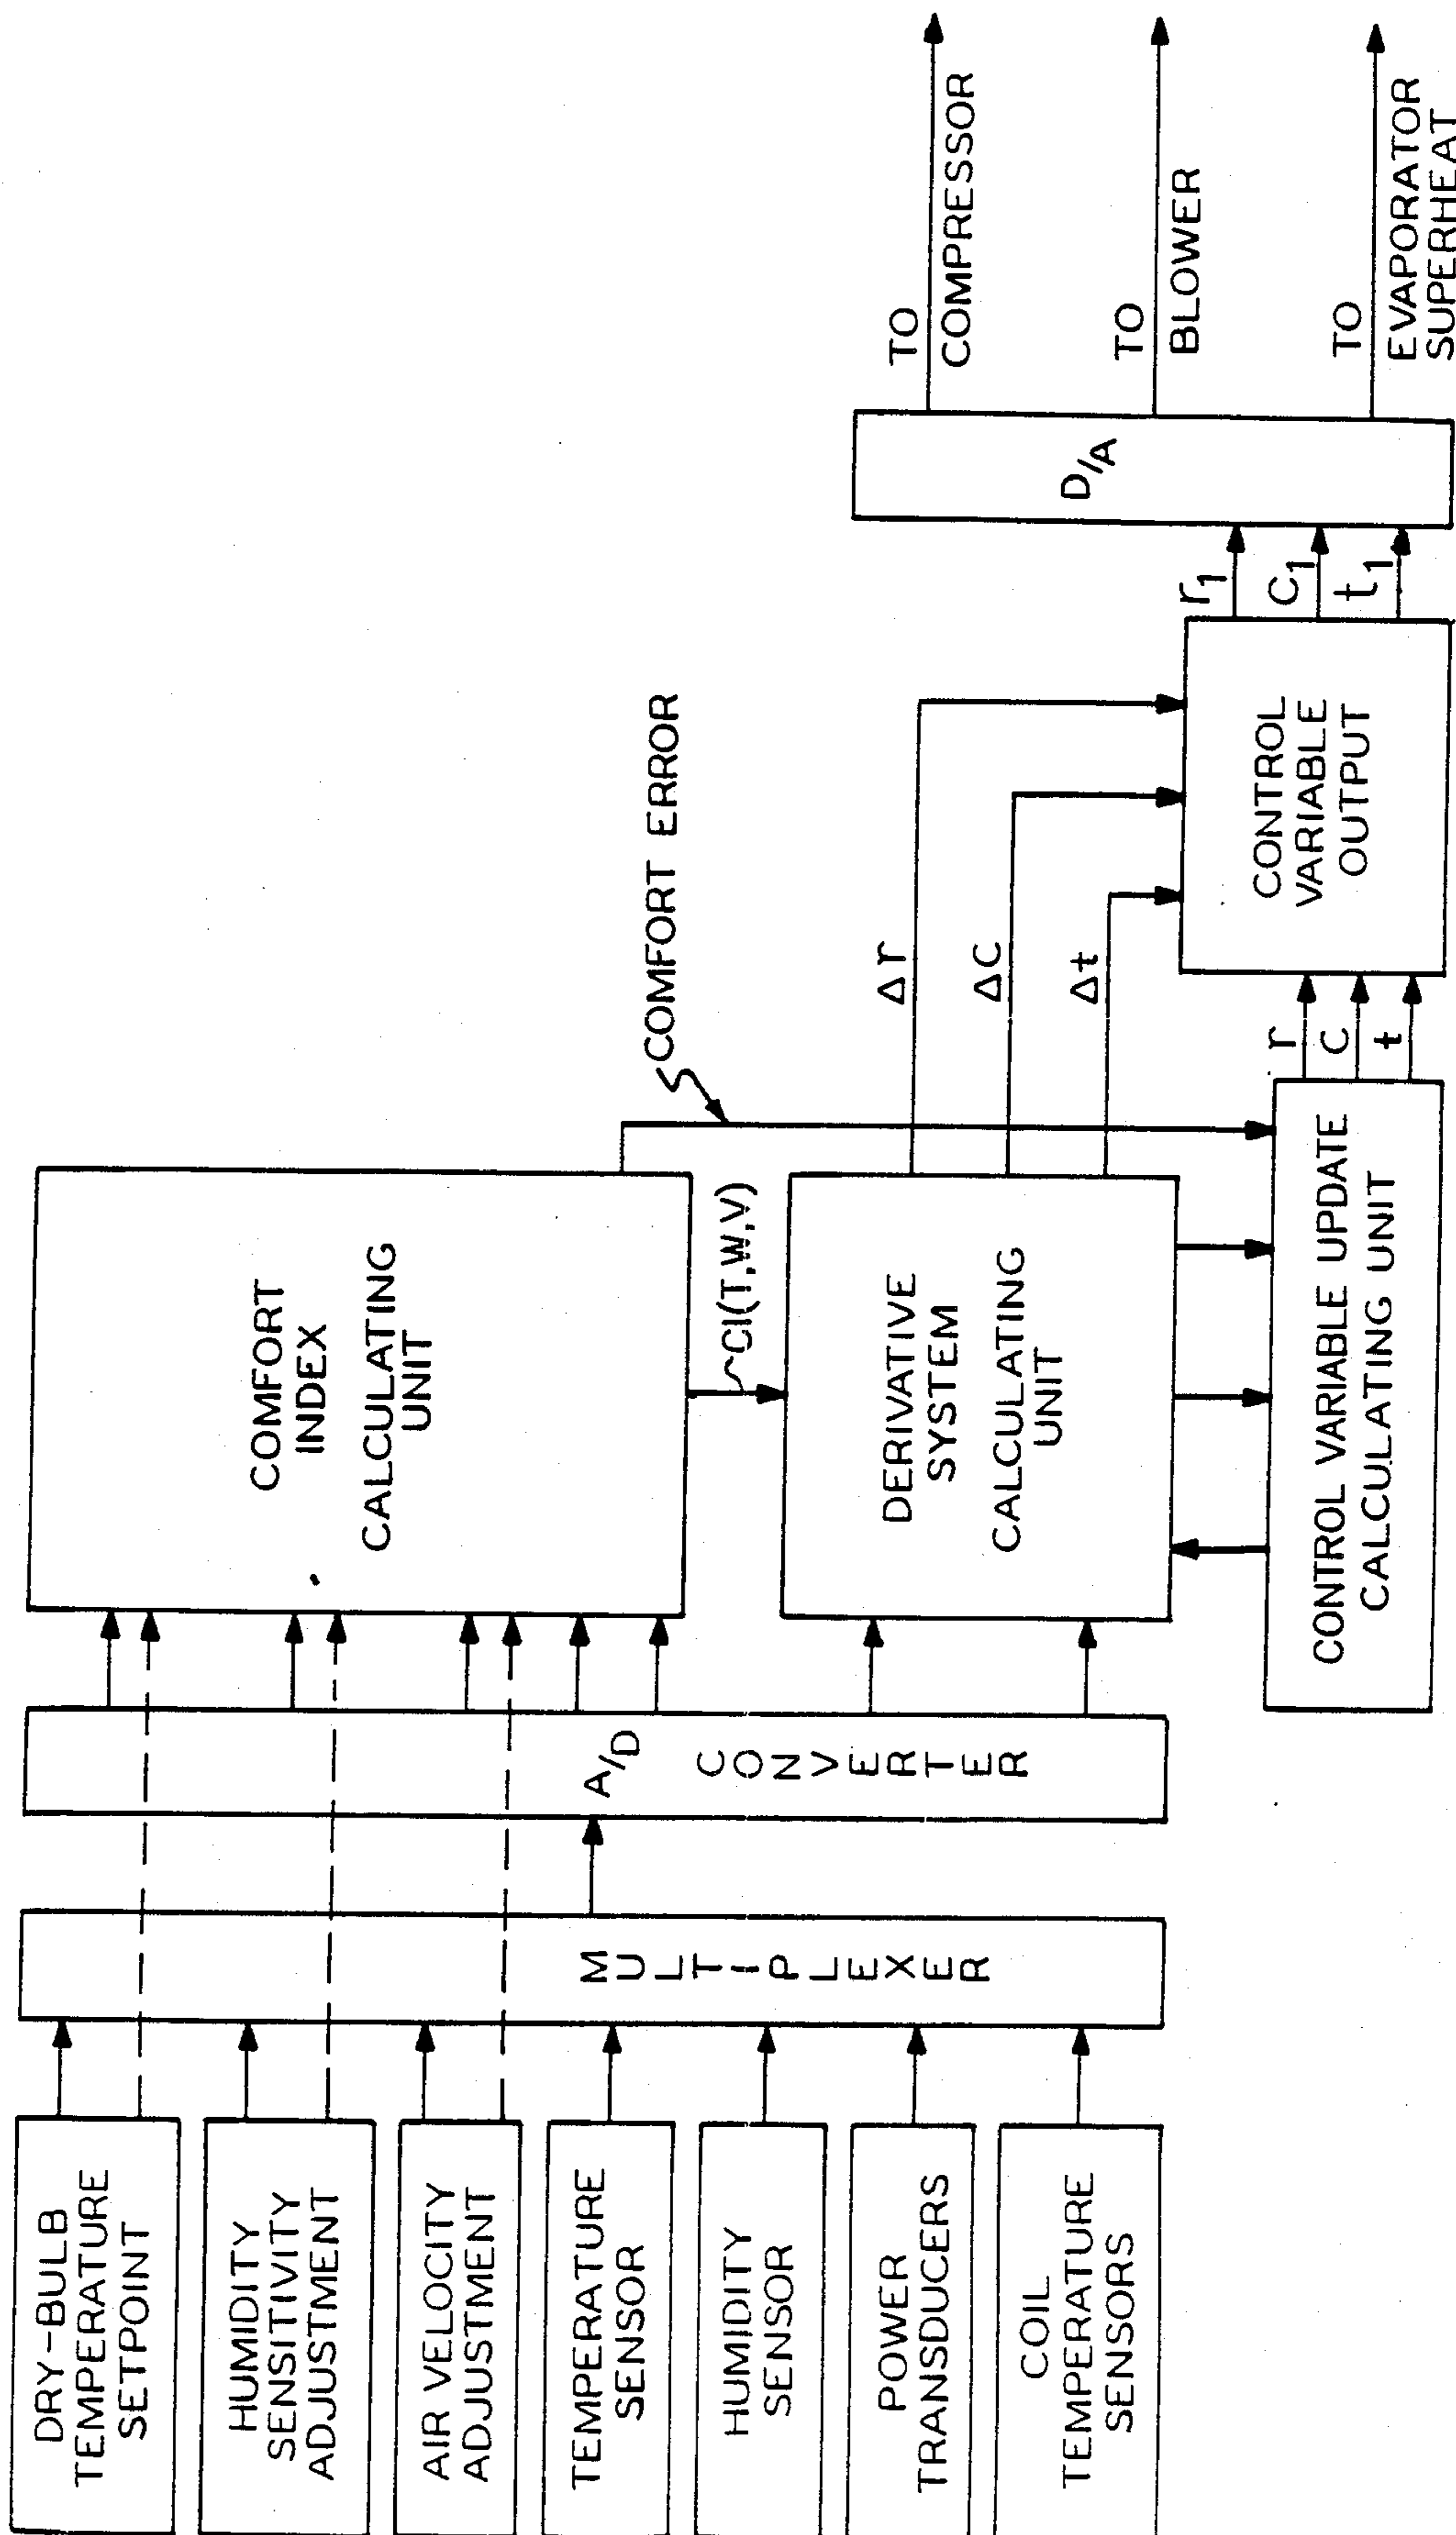 DRY-BULB
TEMPERATURE
SETPOINT
HUMIDITY
SENSITIVITY
ADJUSTMENT
AIR VELOCITY
ADJUSTMENT
TEMPERATURE
SENSOR
HUMIDITY
SENSOR
POWER
TRANSDUCERS
COIL
TEMPERATURE
SENSORS
MULTIPLEXER
A/D
CONVERTER
COMFORT
INDEX
CALCULATING
UNIT
COMFORT ERROR
CI(T,W,V)
DERIVATIVE
SYSTEM
CALCULATING
UNIT
Δr
ΔC
Δt
CONTROL VARIABLE UPDATE
CALCULATING UNIT
r
C
t
CONTROL
VARIABLE
OUTPUT
r1
C1
t1
D/A
TO
COMPRESSOR
TO
BLOWER
TO
EVAPORATOR
SUPERHEAT